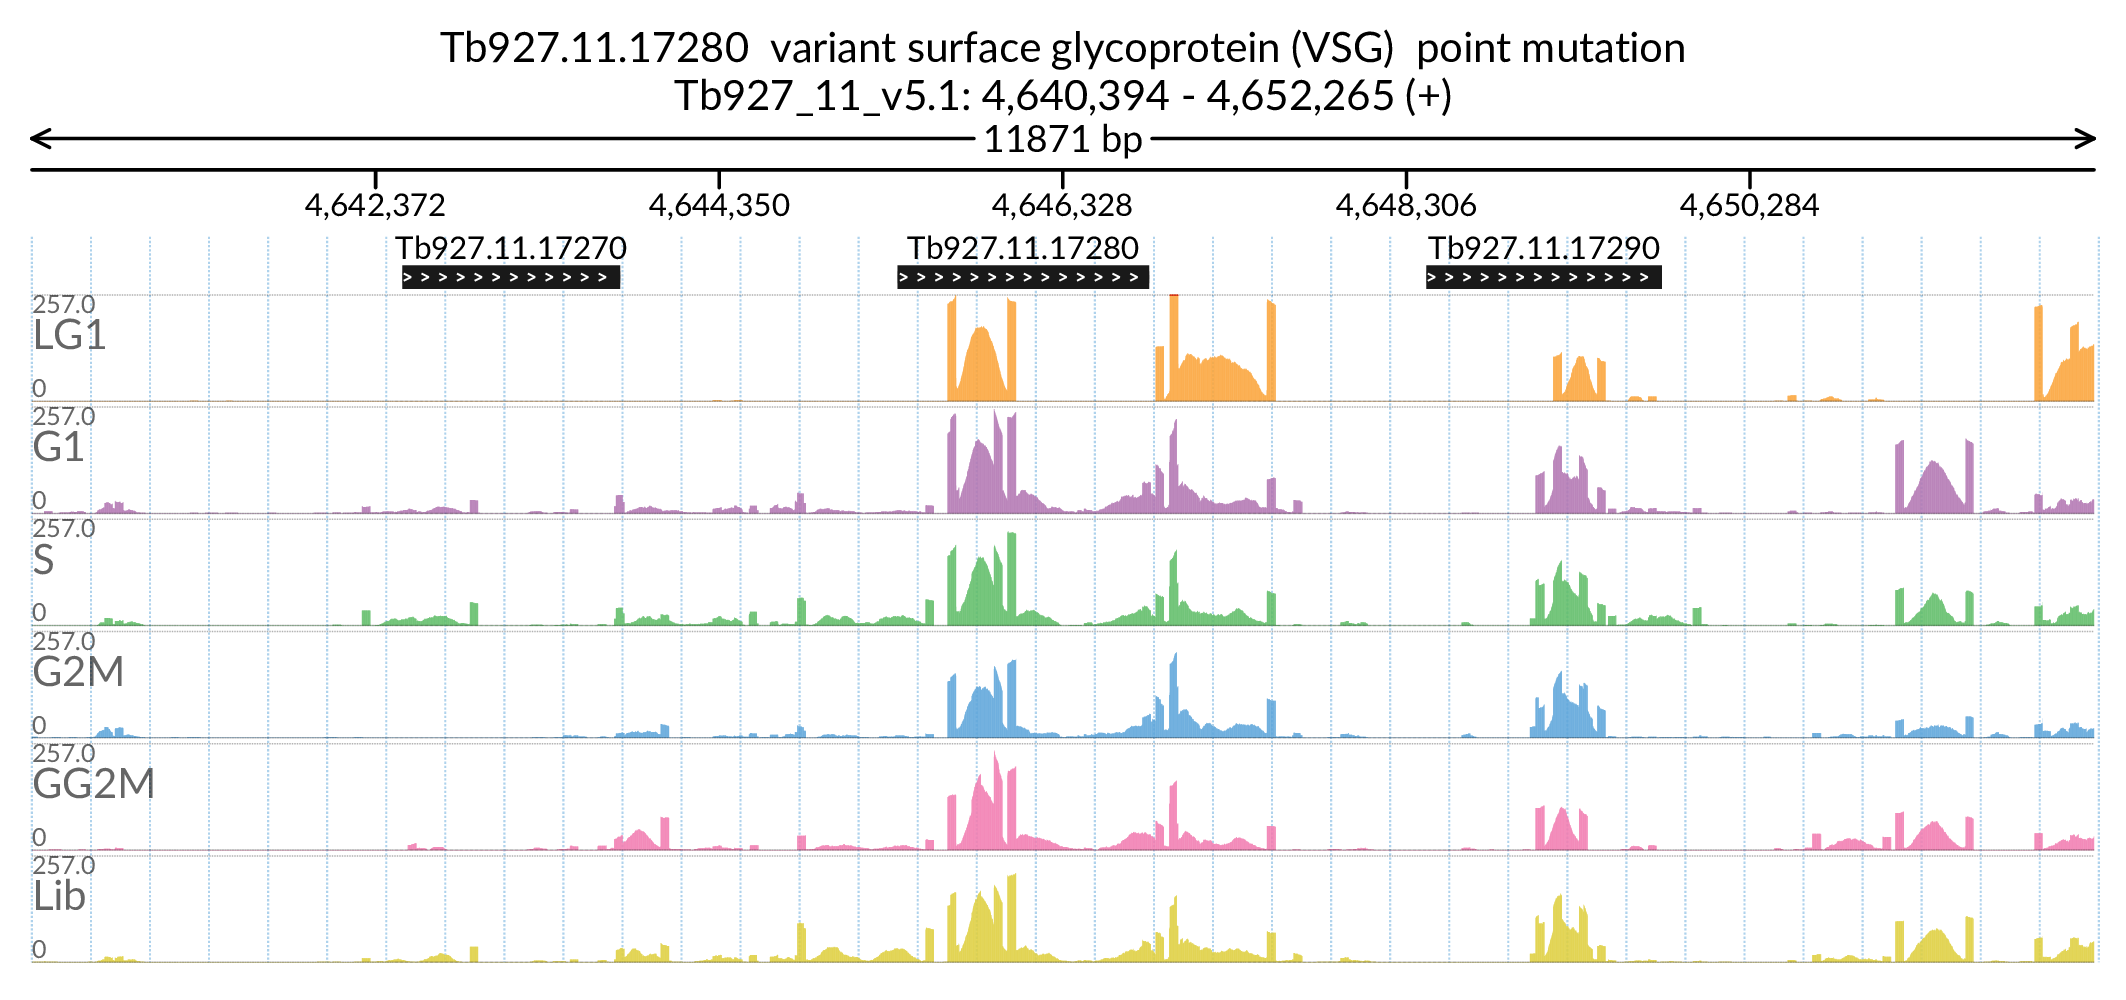 Tb927.11.17280 variant surface glycoprotein (VSG) point mutation
Tb927_11_v5.1: 4,640,394 - 4,652,265 (+)
11871 bp
4,642,372 4,644,350 4,646,328 4,648,306 4,650,284
Tb927.11.17270 Tb927.11.17280 Tb927.11.17290
257.0
LG1
0
257.0
G1
0
257.0
S
0
257.0
G2M
0
257.0
GG2M
0
257.0
Lib
0